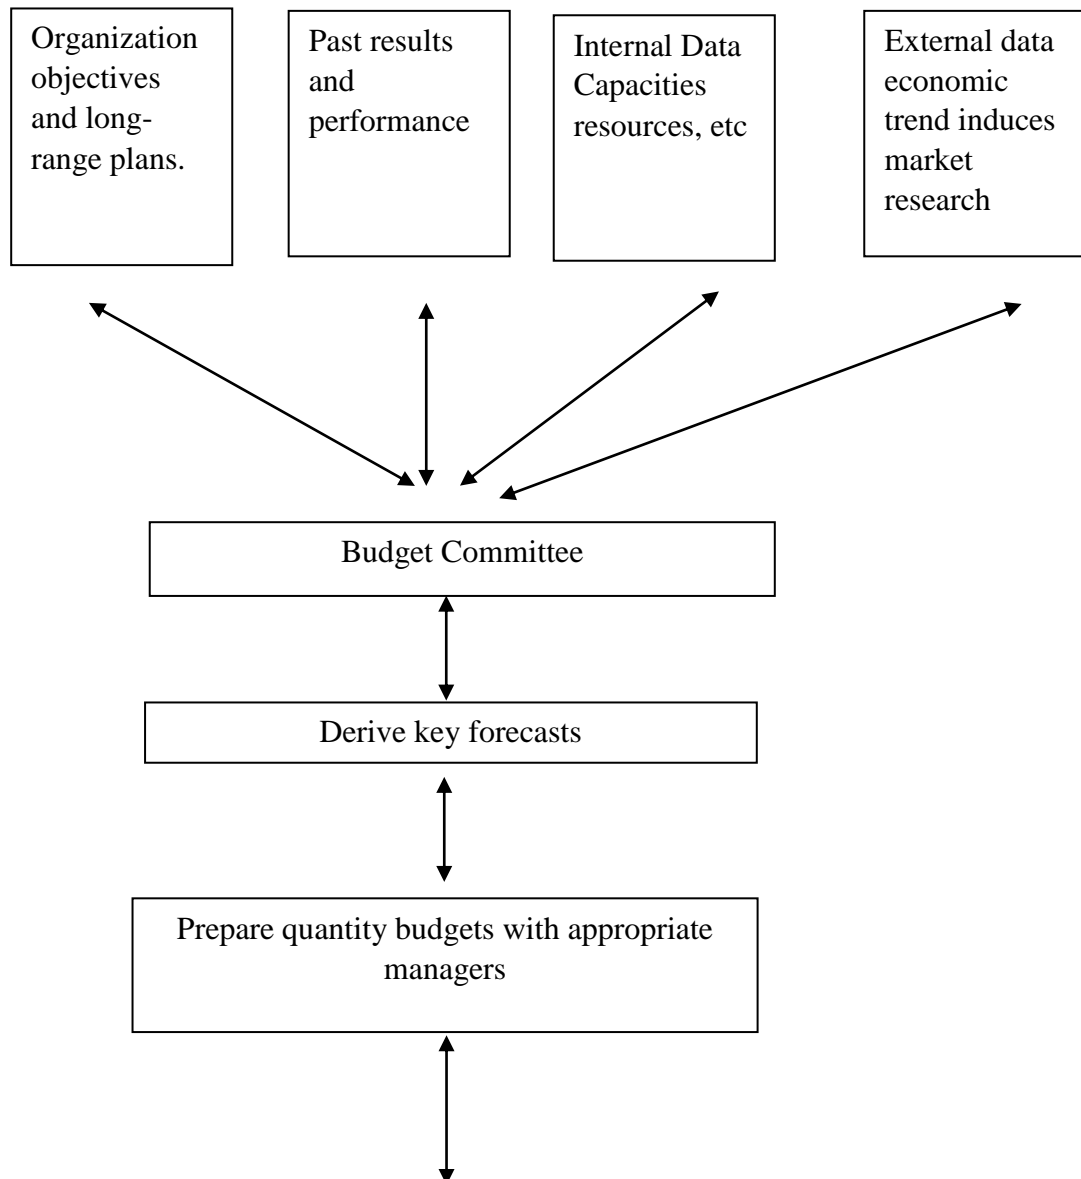 Organization
objectives
and long-
range plans.
Past results
and
performance
Internal Data
Capacities
resources, etc
External data
economic
trend induces
market
research
Budget Committee
Derive key forecasts
Prepare quantity budgets with appropriate
managers